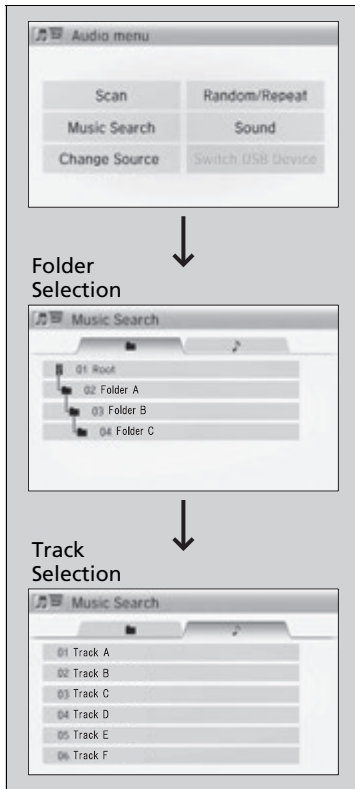 Audio menu
Scan Random/Repeat
Music Search Sound
Change Source Switch USB Device
Folder
Selection
Music Search
01 Root
02 Folder A
03 Folder B
04 Folder C
Track
Selection
Music Search
01 Track A
02 Track B
03 Track C
04 Track D
05 Track E
06 Track F